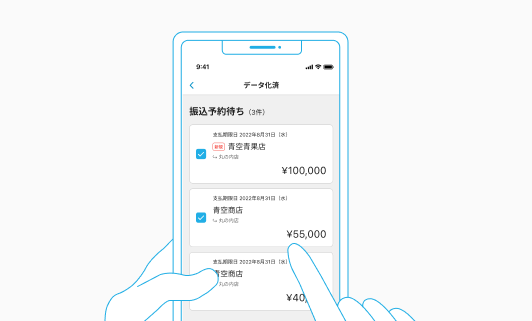 9:41
データ化済
振込予約待ち（3件）
支払期限日 2022年8月31日（水）
新規 青空青果店
丸の内店
¥100,000
支払期限日 2022年8月31日（水）
青空商店
丸の内店
¥55,000
支払期限日 2022年8月31日（水）
青空商店
丸の内店
¥40,